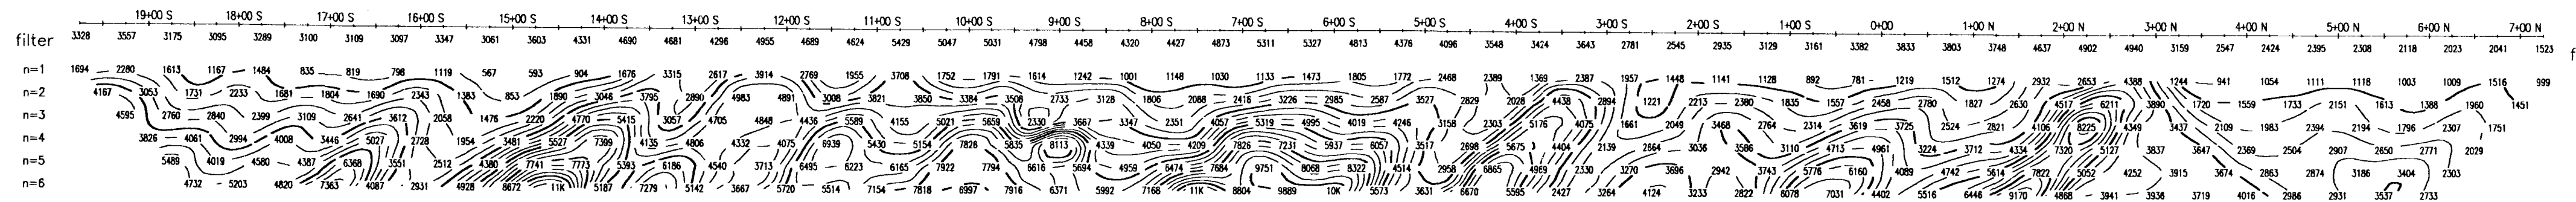 19+00 S 18+00 S 17+00 S 16+00 S 15+00 S 14+00 S 13+00 S 12+00 S 11+00 S 10+00 S 9+00 S 8+00 S 7+00 S 6+00 S 5+00 S 4+00 S 3+00 S 2+00 S 1+00 S 0+00 1+00 N 2+00 N 3+00 N 4+00 N 5+00 N 6+00 N 7+00 N
filter 3328 3557 3175 3095 3289 3100 3109 3097 3347 3061 3603 4331 4690 4681 4296 4955 4689 4624 5429 5047 5031 4798 4458 4320 4427 4873 5311 5327 4813 4376 4096 3548 3424 3643 2781 2545 2935 3129 3161 3382 3833 3803 3748 4637 4902 4940 3159 2547 2424 2395 2308 2118 2023 2041 1523 f
n=1 1694 2280 1613 1167 1484 835 819 798 1119 567 593 904 1676 3315 2617 3914 2769 1955 3708 1752 1791 1614 1242 1001 1148 1030 1133 1473 1805 1772 2468 2389 1369 2387 1957 1448 1141 1128 892 781 1219 1512 1274 2932 2653 4388 1244 941 1054 1111 1118 1003 1009 1516 999
n=2 4167 3053 1731 2233 1681 1804 1690 2343 1383 853 1890 3046 3795 2890 4983 4891 3008 3821 3850 3384 3508 2733 3128 1806 2088 2416 3226 2985 2587 3527 2829 2028 4438 2894 1221 2213 2380 1835 1557 2458 2780 1827 2630 4517 6211 3890 1720 1559 1733 2151 1613 1388 1960 1451
n=3 4595 2760 2840 2399 3109 2641 3612 2058 1476 2220 4770 5415 3057 4705 4848 4436 5589 4155 5021 5659 2330 3667 3347 2351 4057 5319 4995 4019 4246 3158 2303 5176 4075 1661 2049 3468 2764 2314 3619 3725 2524 2821 4106 8225 4349 3437 2109 1983 2394 2194 1796 2307 1751
n=4 3826 4061 2994 4008 3446 5027 2728 1954 3481 5527 7399 4135 4806 4332 4075 6939 5430 5154 7826 5835 8113 4339 4050 4209 7826 7231 5937 6057 3517 2698 5675 4404 2139 2664 3036 3586 3110 4713 4961 3224 3712 4334 7320 5127 3837 3647 2369 2504 2907 2650 2771 2029
n=5 5489 4019 4580 4387 6368 3551 2512 4380 7741 7773 5393 6186 4540 3713 6495 6223 6165 7922 7794 6616 5694 4959 6474 7684 9751 8068 8322 4514 2958 6865 4969 2330 3270 3696 2942 3743 5776 6160 4089 4742 5614 7822 5052 4252 3915 3674 2863 2874 3186 3404 2303
n=6 4732 5203 4820 7363 4087 2931 4928 8672 11K 5187 7279 5142 3667 5720 5514 7154 7818 6997 7916 6371 5992 7168 11K 8804 9889 10K 5573 3631 6670 5595 2427 3264 4124 3233 2822 6078 7031 4402 5516 6446 9170 4868 3941 3936 3719 4016 2986 2931 3537 2733